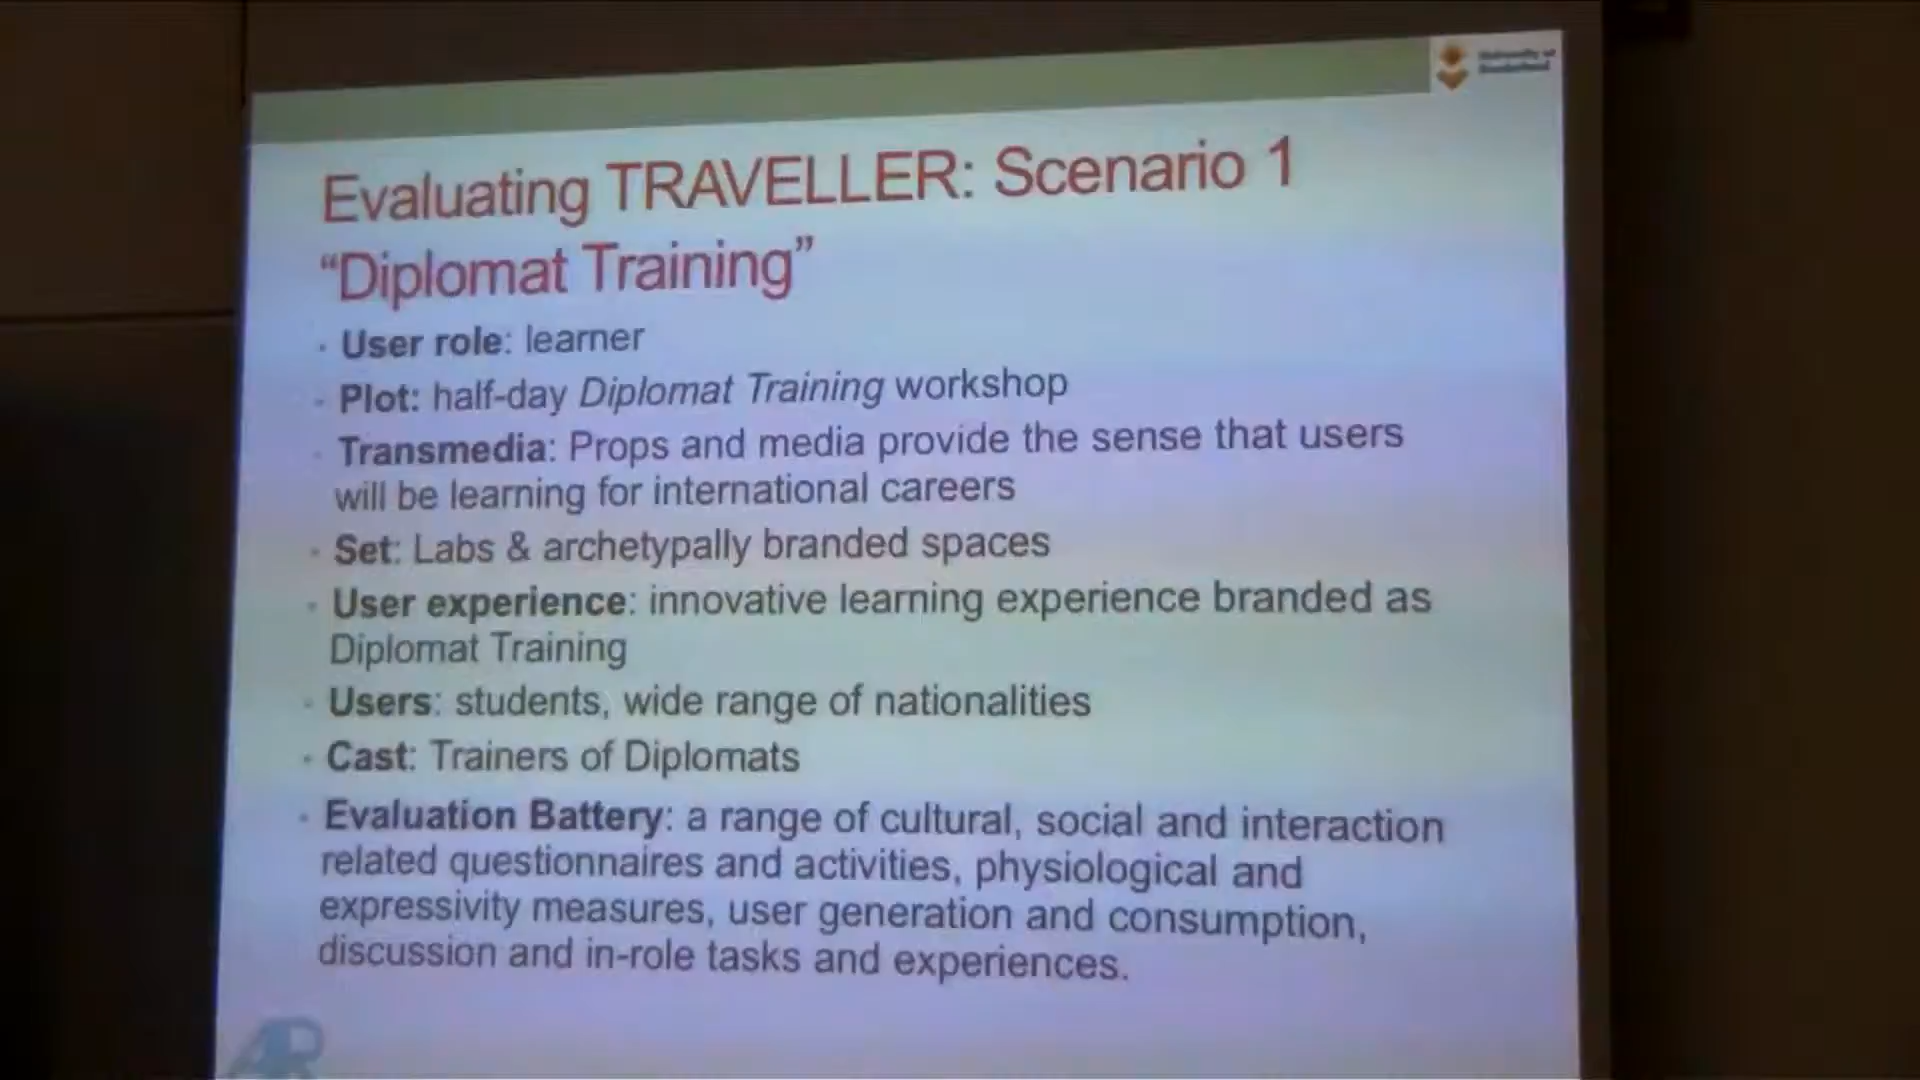 University of
Evaluating TRAVELLER: Scenario 1
“Diplomat Training”
· User role: learner
· Plot: half-day Diplomat Training workshop
· Transmedia: Props and media provide the sense that users
will be learning for international careers
· Set: Labs & archetypally branded spaces
· User experience: innovative learning experience branded as
Diplomat Training
· Users: students, wide range of nationalities
· Cast: Trainers of Diplomats
· Evaluation Battery: a range of cultural, social and interaction
related questionnaires and activities, physiological and
expressivity measures, user generation and consumption,
discussion and in-role tasks and experiences.